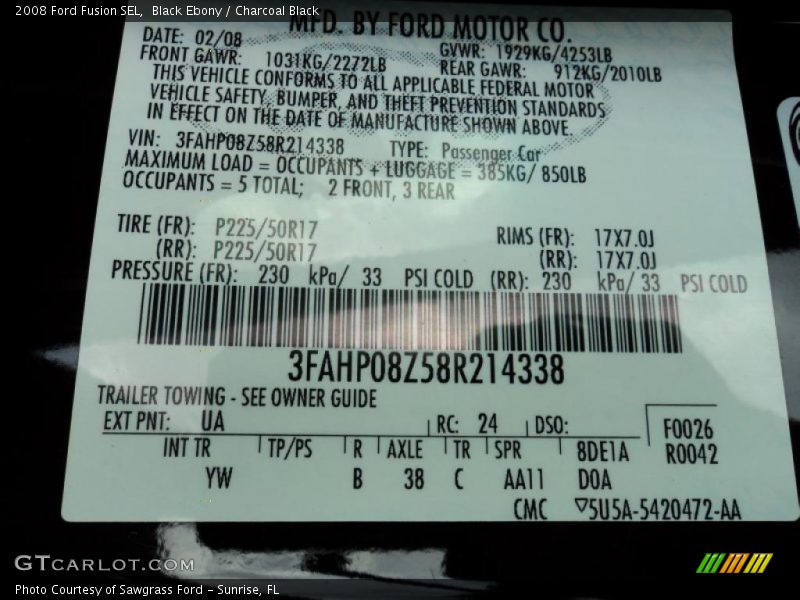 2008 Ford Fusion SEL, Black Ebony / Charcoal Black
MFD. BY FORD MOTOR CO.
DATE: 02/08 GVWR: 1929KG/4253LB
FRONT GAWR: 1031KG/2272LB REAR GAWR: 912KG/2010LB
THIS VEHICLE CONFORMS TO ALL APPLICABLE FEDERAL MOTOR
VEHICLE SAFETY, BUMPER, AND THEFT PREVENTION STANDARDS
IN EFFECT ON THE DATE OF MANUFACTURE SHOWN ABOVE.
VIN: 3FAHP08Z58R214338 TYPE: Passenger Car
MAXIMUM LOAD = OCCUPANTS + LUGGAGE = 385KG/ 850LB
OCCUPANTS = 5 TOTAL; 2 FRONT, 3 REAR
TIRE (FR): P225/50R17 RIMS (FR): 17X7.0J
(RR): P225/50R17 (RR): 17X7.0J
PRESSURE (FR): 230 kPa/ 33 PSI COLD (RR): 230 kPa/ 33 PSI COLD
3FAHP08Z58R214338
TRAILER TOWING - SEE OWNER GUIDE
EXT PNT: UA RC: 24 DSO: F0026
INT TR TP/PS R AXLE TR SPR 8DE1A R0042
YW B 38 C AA11 D0A
CMC ▽5U5A-5420472-AA
GTCARLOT.COM
Photo Courtesy of Sawgrass Ford - Sunrise, FL